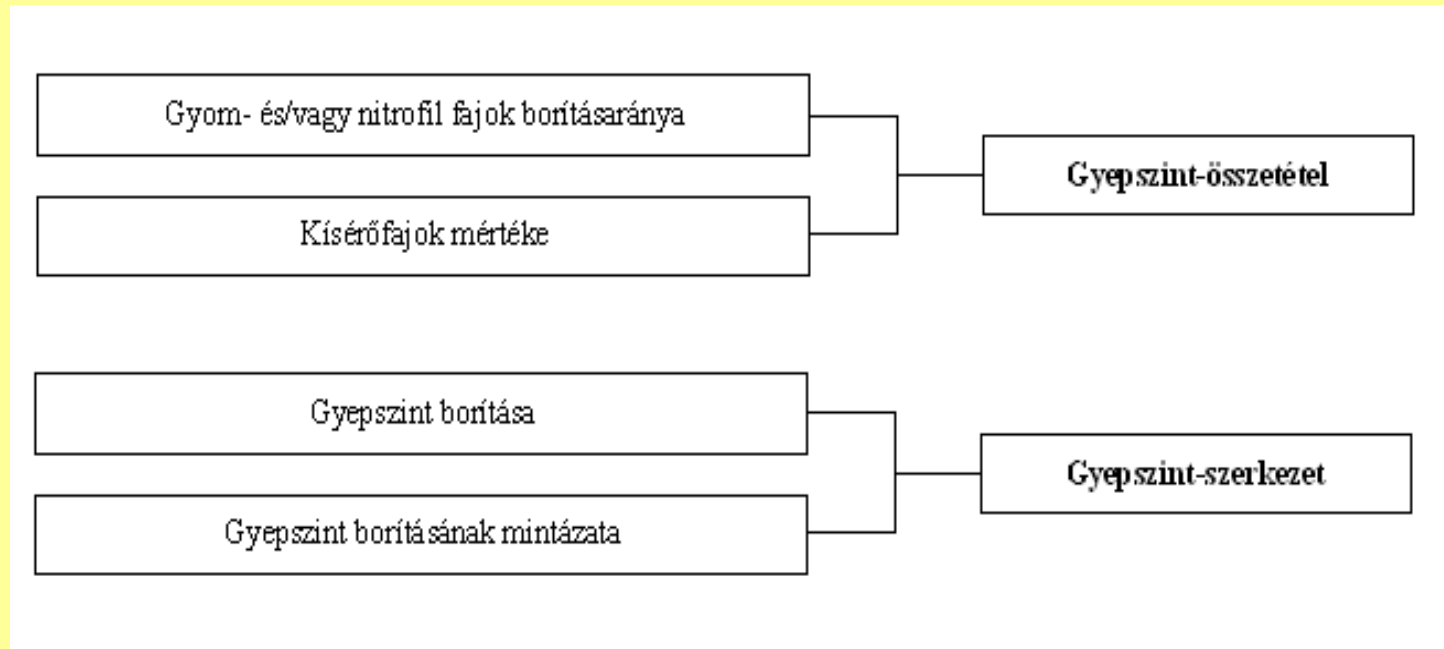 Gyom- és/vagy nitrofil fajok borításaránya
Kísérőfajok mértéke
Gyepszint-összetétel
Gyepszint borítása
Gyepszint borításának mintázata
Gyepszint-szerkezet